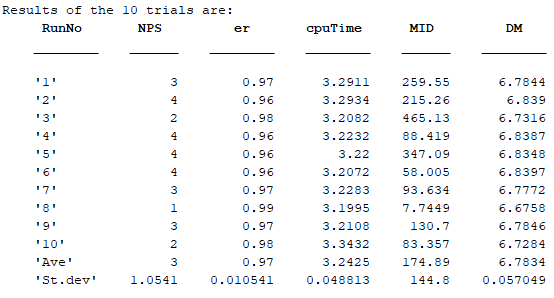 Results of the 10 trials are:
RunNo NPS er cpuTime MID DM
'1' 3 0.97 3.2911 259.55 6.7844
'2' 4 0.96 3.2934 215.26 6.839
'3' 2 0.98 3.2082 465.13 6.7316
'4' 4 0.96 3.2232 88.419 6.8387
'5' 4 0.96 3.22 347.09 6.8348
'6' 4 0.96 3.2072 58.005 6.8397
'7' 3 0.97 3.2283 93.634 6.7772
'8' 1 0.99 3.1995 7.7449 6.6758
'9' 3 0.97 3.2108 130.7 6.7846
'10' 2 0.98 3.3432 83.357 6.7284
'Ave' 3 0.97 3.2425 174.89 6.7834
'St.dev' 1.0541 0.010541 0.048813 144.8 0.057049